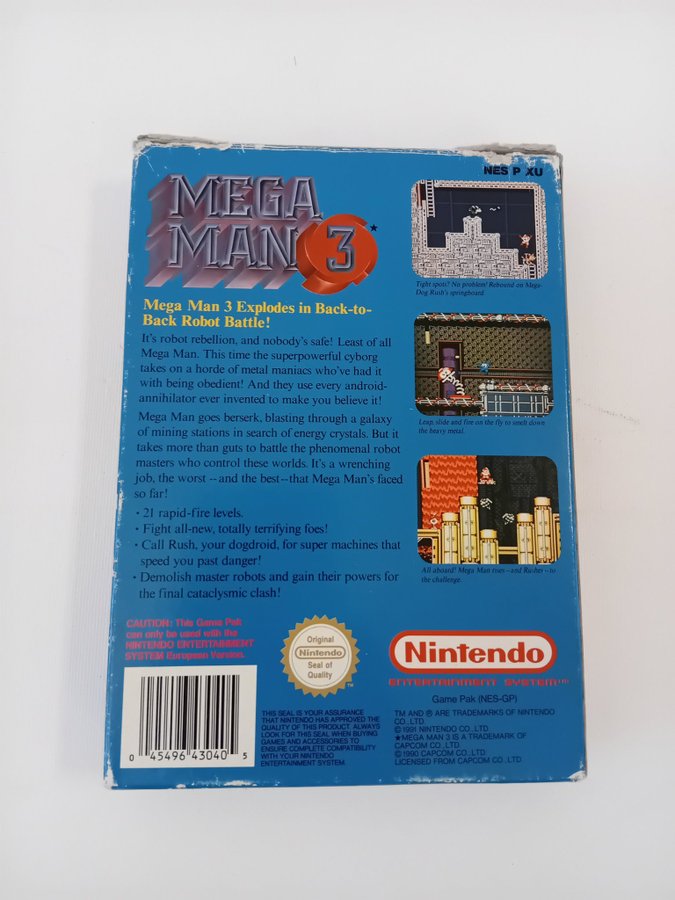 NES P XU
MEGA
MAN 3★
Mega Man 3 Explodes in Back-to-
Back Robot Battle!
It's robot rebellion, and nobody's safe! Least of all
Mega Man. This time the superpowerful cyborg
takes on a horde of metal maniacs who've had it
with being obedient! And they use every android-
annihilator ever invented to make you believe it!
Mega Man goes berserk, blasting through a galaxy
of mining stations in search of energy crystals. But it
takes more than guts to battle the phenomenal robot
masters who control these worlds. It's a wrenching
job, the worst -- and the best -- that Mega Man's faced
so far!
· 21 rapid-fire levels.
· Fight all-new, totally terrifying foes!
· Call Rush, your dogdroid, for super machines that
speed you past danger!
· Demolish master robots and gain their powers for
the final cataclysmic clash!
Tight spots? No problem! Rebound on Mega-
Dog Rush's springboard.
Leap, slide and fire on the fly to smelt down
the heavy metal.
All aboard! Mega Man rises -- and Rushes -- to
the challenge.
CAUTION: This Game Pak
can only be used with the
NINTENDO ENTERTAINMENT
SYSTEM European Version.
0 45496 43040 5
Original
Nintendo
Seal of
Quality
TM
THIS SEAL IS YOUR ASSURANCE
THAT NINTENDO HAS APPROVED THE
QUALITY OF THIS PRODUCT. ALWAYS
LOOK FOR THIS SEAL WHEN BUYING
GAMES AND ACCESSORIES TO
ENSURE COMPLETE COMPATIBILITY
WITH YOUR NINTENDO
ENTERTAINMENT SYSTEM.
Nintendo®
ENTERTAINMENT SYSTEM™
Game Pak (NES-GP)
TM AND ® ARE TRADEMARKS OF NINTENDO
CO.,LTD.
©1991 NINTENDO CO.,LTD.
★MEGA MAN 3 IS A TRADEMARK OF
CAPCOM CO.,LTD.
©1990 CAPCOM CO.,LTD.
LICENSED FROM CAPCOM CO.,LTD.